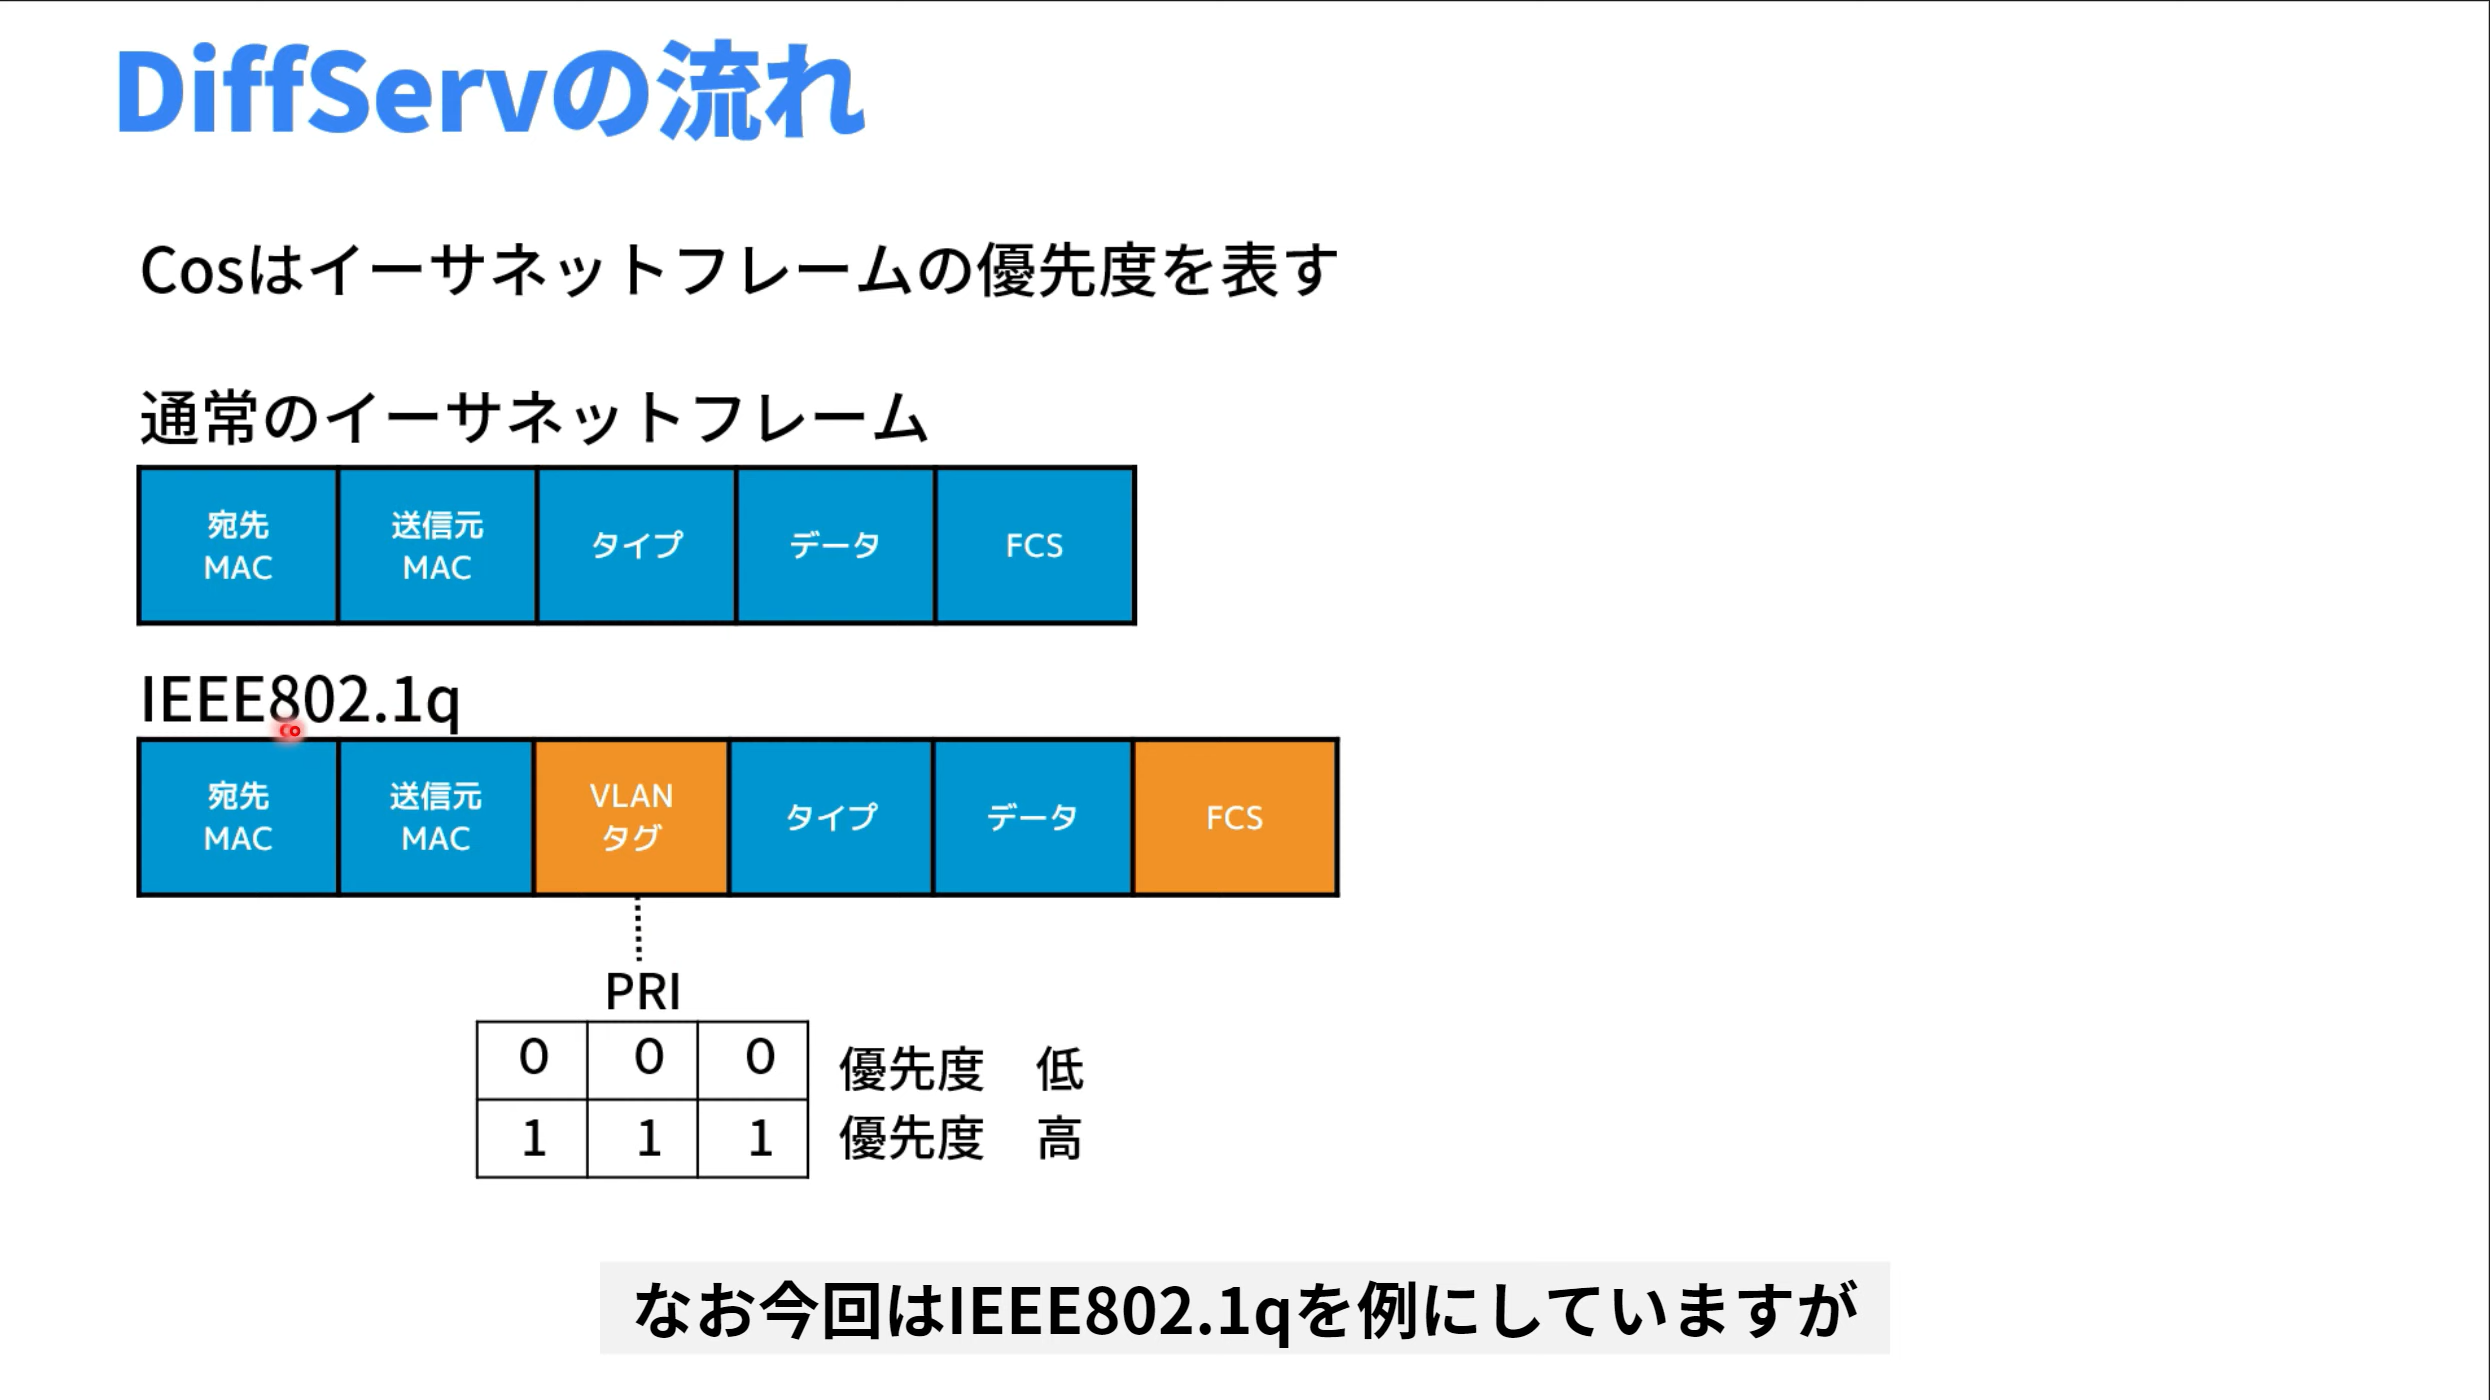 DiffServの流れ
Cosはイーサネットフレームの優先度を表す
通常のイーサネットフレーム
宛先
MAC
送信元
MAC
タイプ
データ
FCS
IEEE802.1q
宛先
MAC
送信元
MAC
VLAN
タグ
タイプ
データ
FCS
PRI
0 0 0 優先度 低
1 1 1 優先度 高
なお今回はIEEE802.1qを例にしていますが